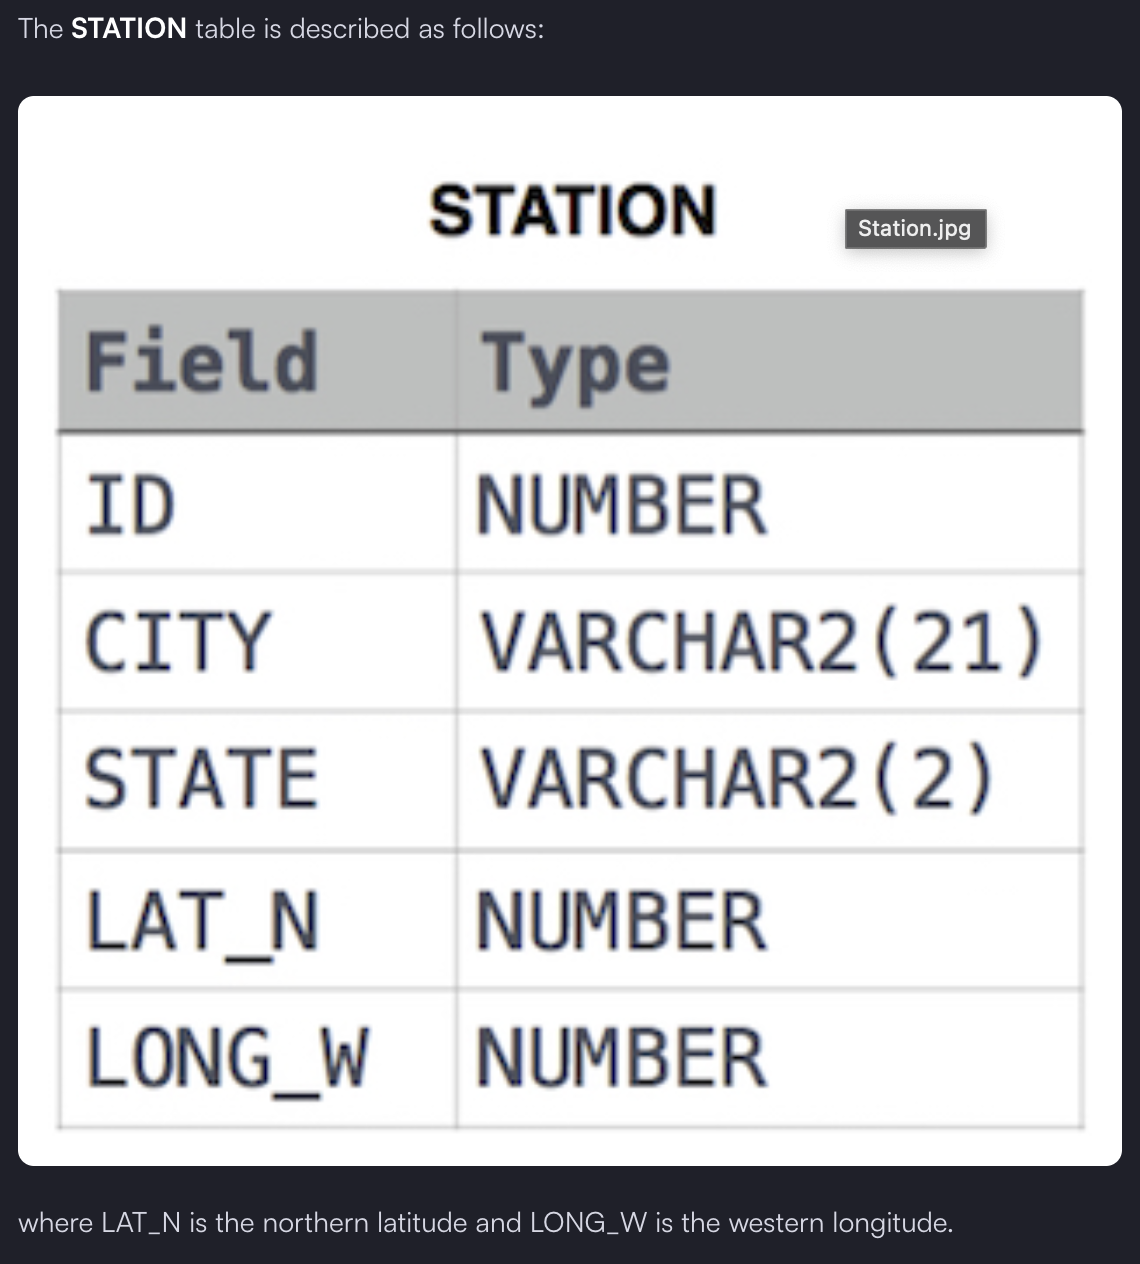 The STATION table is described as follows:
STATION
Station.jpg
Field Type
ID NUMBER
CITY VARCHAR2(21)
STATE VARCHAR2(2)
LAT_N NUMBER
LONG_W NUMBER
where LAT_N is the northern latitude and LONG_W is the western longitude.